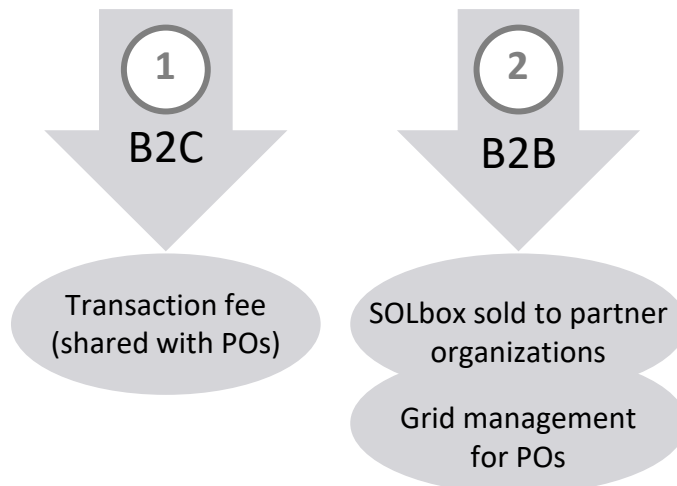 1
B2C
Transaction fee
(shared with POs)
2
B2B
SOLbox sold to partner
organizations
Grid management
for POs